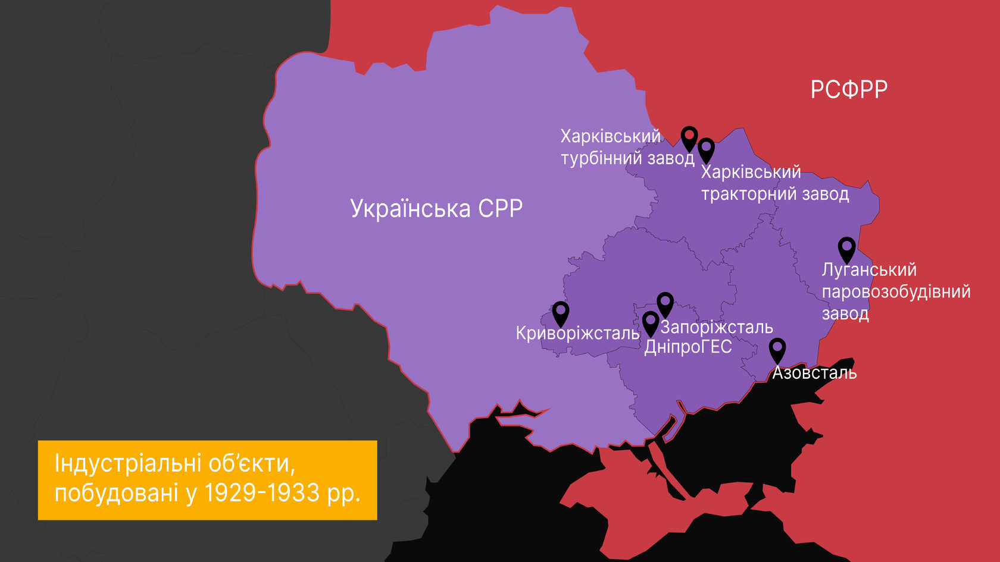 РСФРР
Харківський
турбінний завод
Харківський
тракторний завод
Українська СРР
Луганський
паровозобудівний
завод
Криворіжсталь
Запоріжсталь
ДніпроГЕС
Азовсталь
Індустріальні об’єкти,
побудовані у 1929-1933 рр.